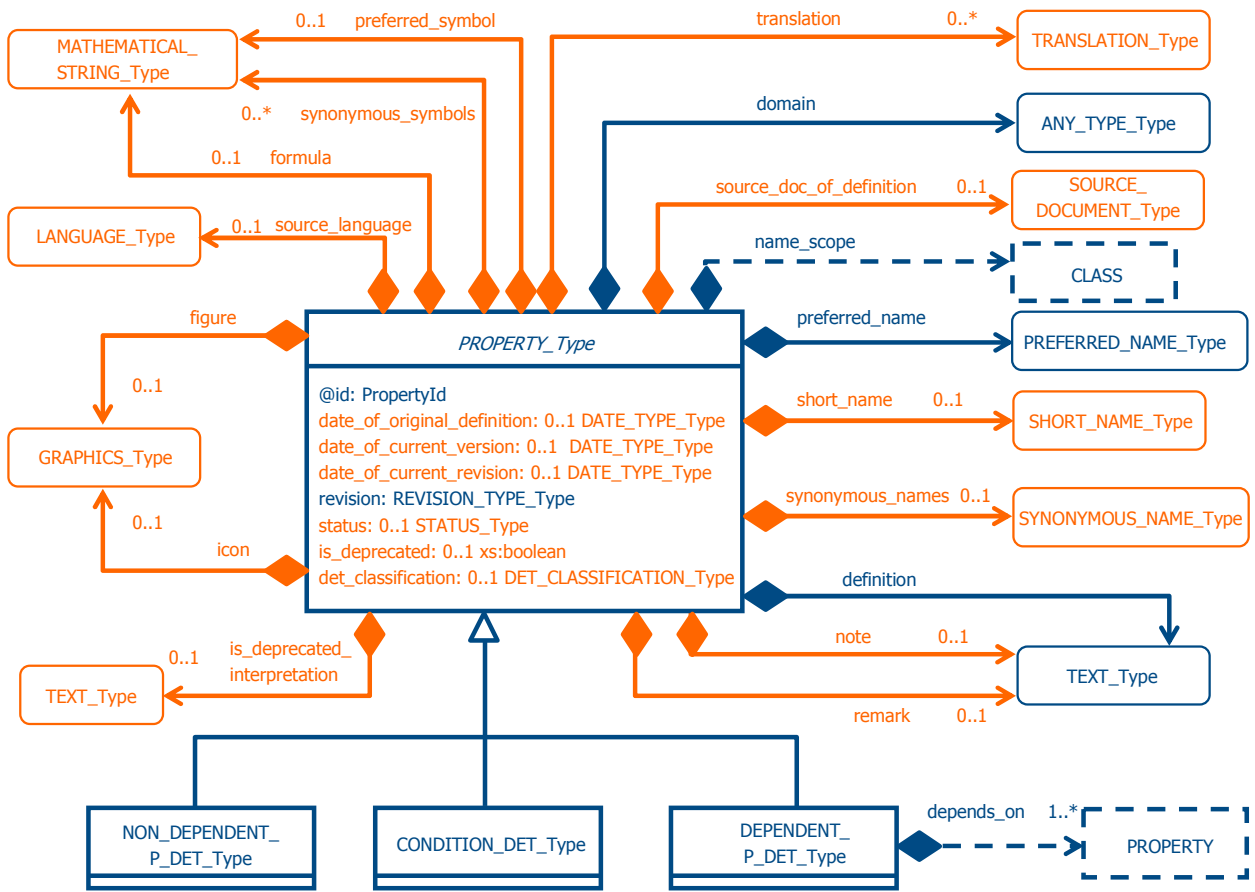 0..1 preferred_symbol
translation 0..*
MATHEMATICAL_
STRING_Type
TRANSLATION_Type
0..* synonymous_symbols
domain
ANY_TYPE_Type
0..1 formula
source_doc_of_definition 0..1
SOURCE_
DOCUMENT_Type
LANGUAGE_Type
0..1 source_language
name_scope
CLASS
figure
preferred_name
PROPERTY_Type
PREFERRED_NAME_Type
0..1
@id: PropertyId
date_of_original_definition: 0..1 DATE_TYPE_Type
date_of_current_version: 0..1 DATE_TYPE_Type
date_of_current_revision: 0..1 DATE_TYPE_Type
revision: REVISION_TYPE_Type
status: 0..1 STATUS_Type
is_deprecated: 0..1 xs:boolean
det_classification: 0..1 DET_CLASSIFICATION_Type
short_name 0..1
SHORT_NAME_Type
GRAPHICS_Type
synonymous_names 0..1
SYNONYMOUS_NAME_Type
0..1
icon
definition
0..1 is_deprecated_
interpretation
TEXT_Type
note 0..1
TEXT_Type
remark 0..1
NON_DEPENDENT_
P_DET_Type
CONDITION_DET_Type
DEPENDENT_
P_DET_Type
depends_on 1..*
PROPERTY